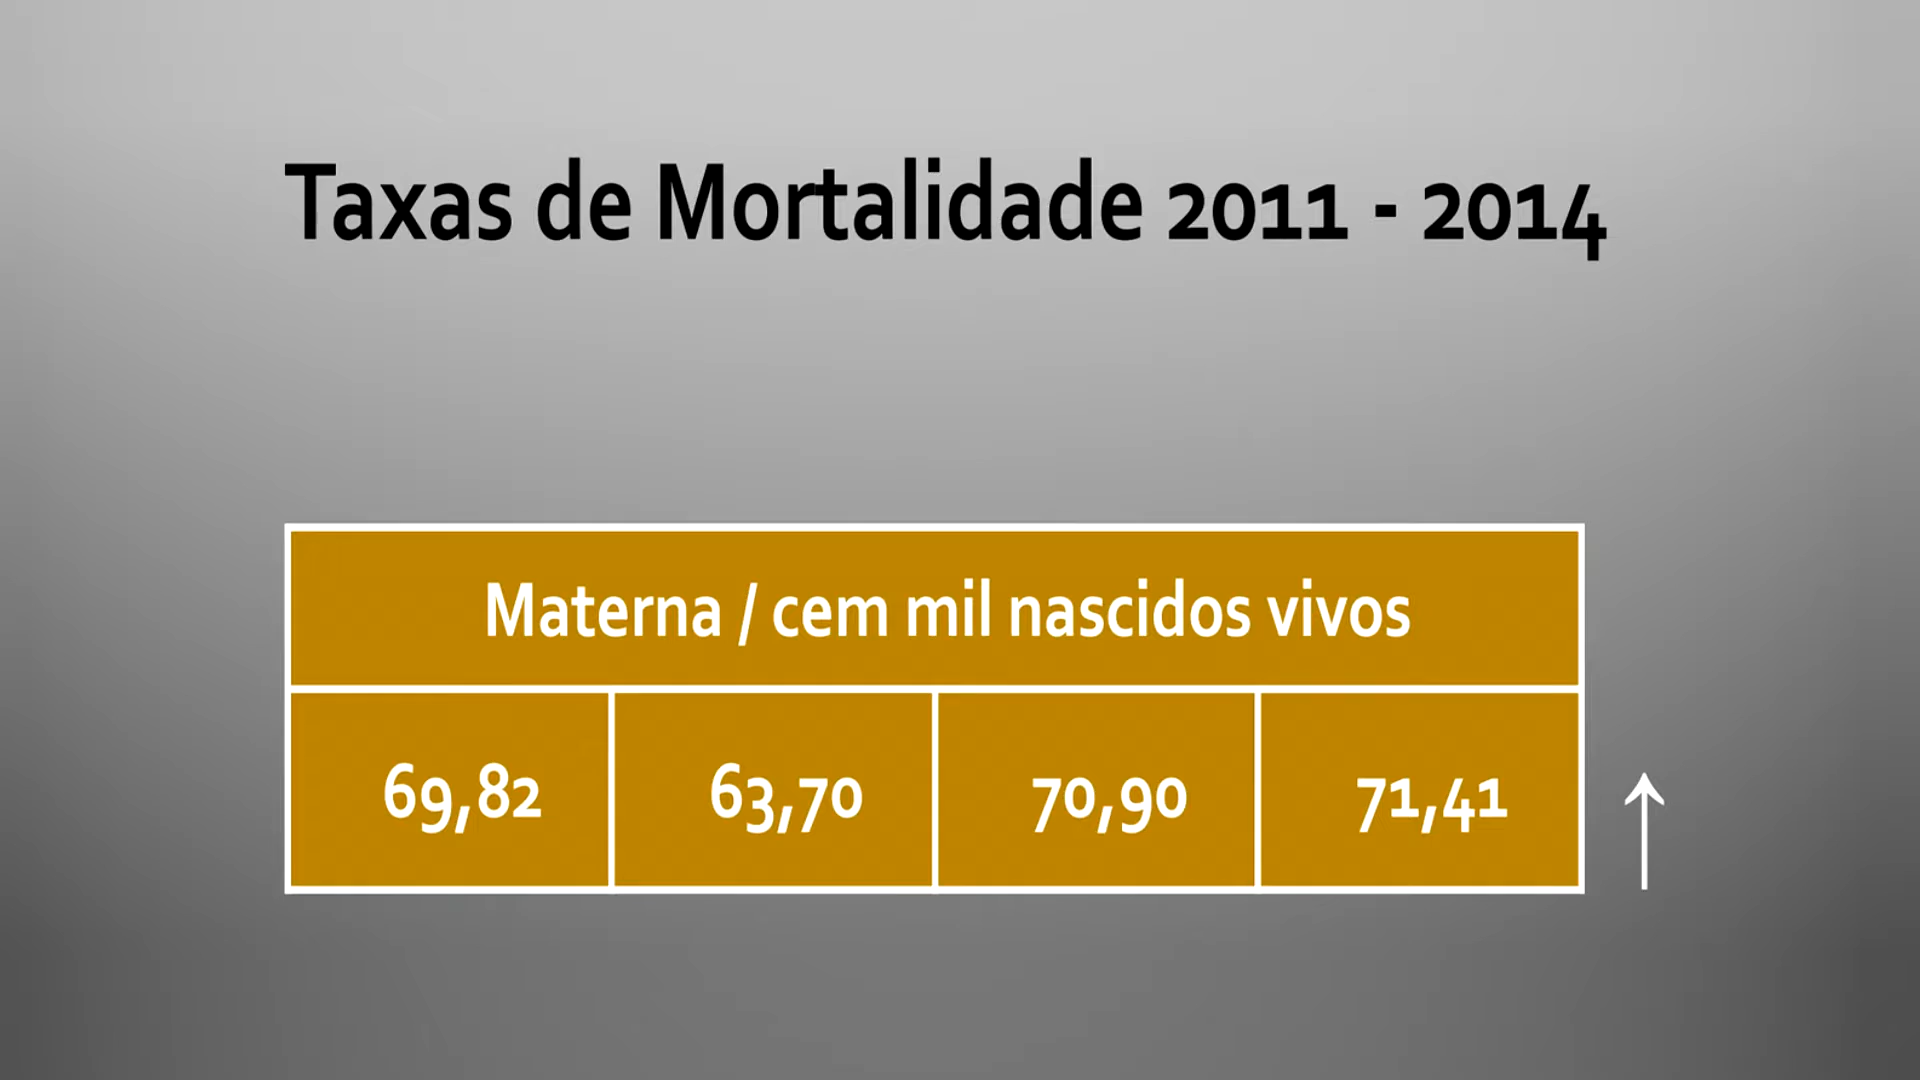 Taxas de Mortalidade 2011 - 2014
Materna / cem mil nascidos vivos
69,82 63,70 70,90 71,41 ↑